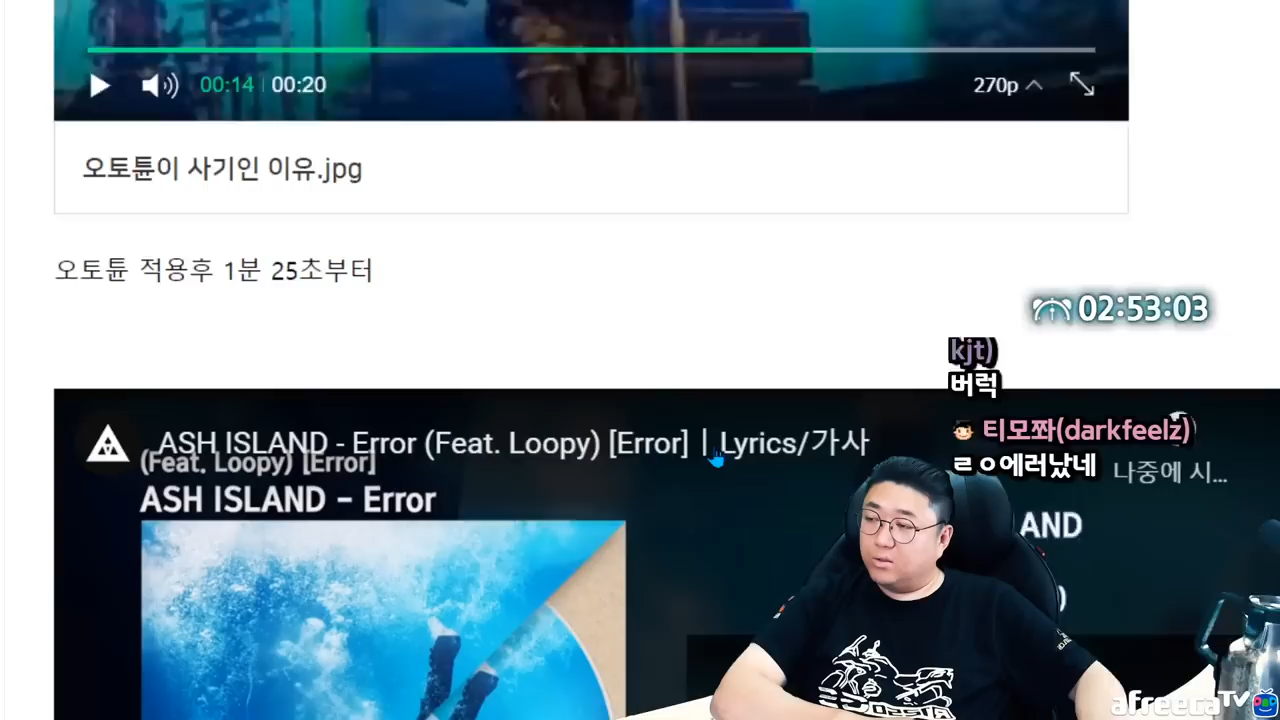 00:14 00:20
270p
오토튠이 사기인 이유.jpg
오토튠 적용후 1분 25초부터
02:53:03
kjt)
버럭
티모쫘(darkfeelz)
ㄹㅇ에러났네
ASH ISLAND - Error (Feat. Loopy) [Error]ㅣLyrics/가사
나중에 시...
(Feat. Loopy) [Error]
ASH ISLAND - Error
AND
afreecaTV